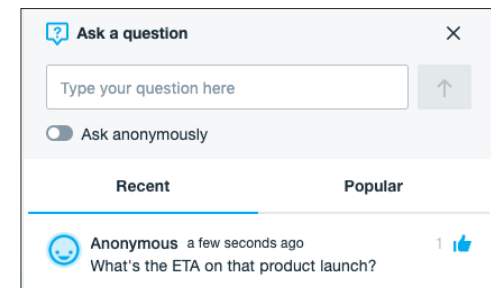 Ask a question
Type your question here
Ask anonymously
Recent Popular
Anonymous a few seconds ago 1
What's the ETA on that product launch?